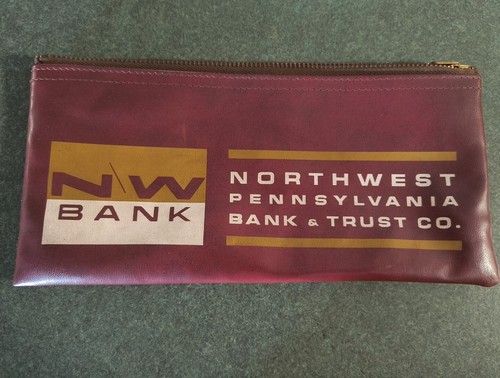 N\W
BANK
NORTHWEST
PENNSYLVANIA
BANK & TRUST CO.